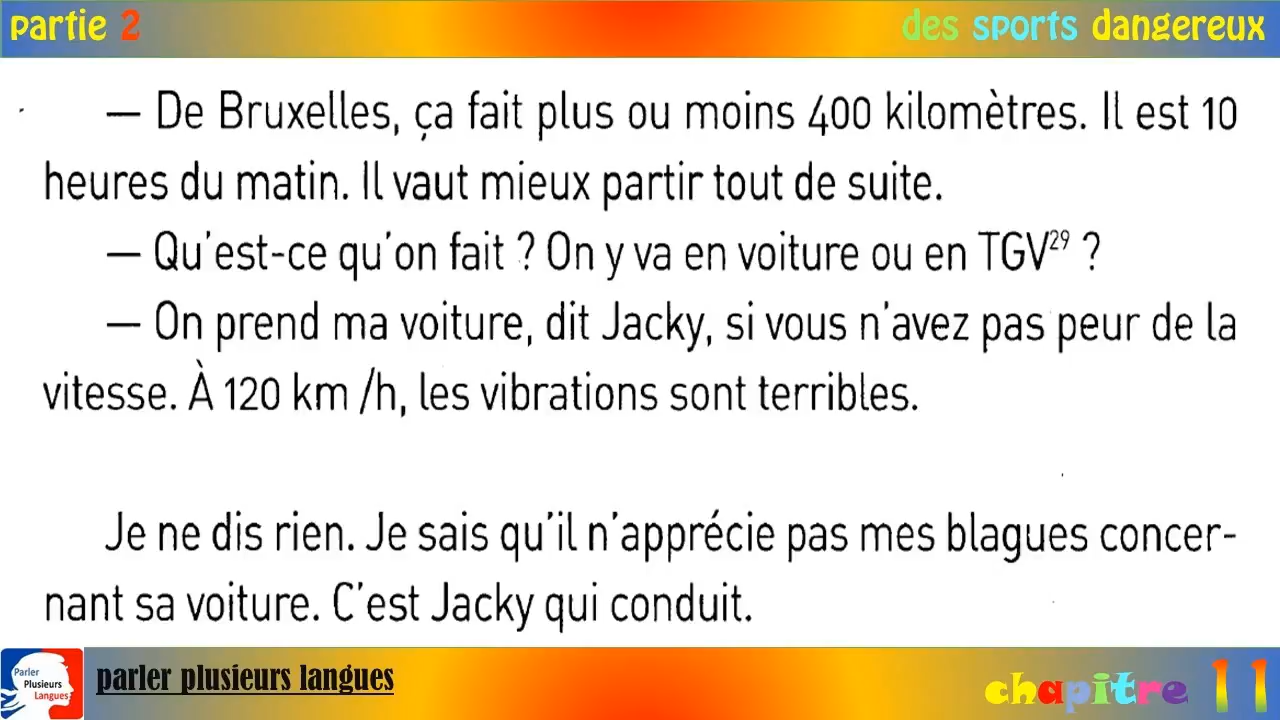 partie 2
des sports dangereux
— De Bruxelles, ça fait plus ou moins 400 kilomètres. Il est 10
heures du matin. Il vaut mieux partir tout de suite.
— Qu'est-ce qu'on fait ? On y va en voiture ou en TGV²⁹ ?
— On prend ma voiture, dit Jacky, si vous n'avez pas peur de la
vitesse. À 120 km /h, les vibrations sont terribles.
Je ne dis rien. Je sais qu'il n'apprécie pas mes blagues concer-
nant sa voiture. C'est Jacky qui conduit.
Parler
Plusieurs
Langues
parler plusieurs langues
chapitre 11